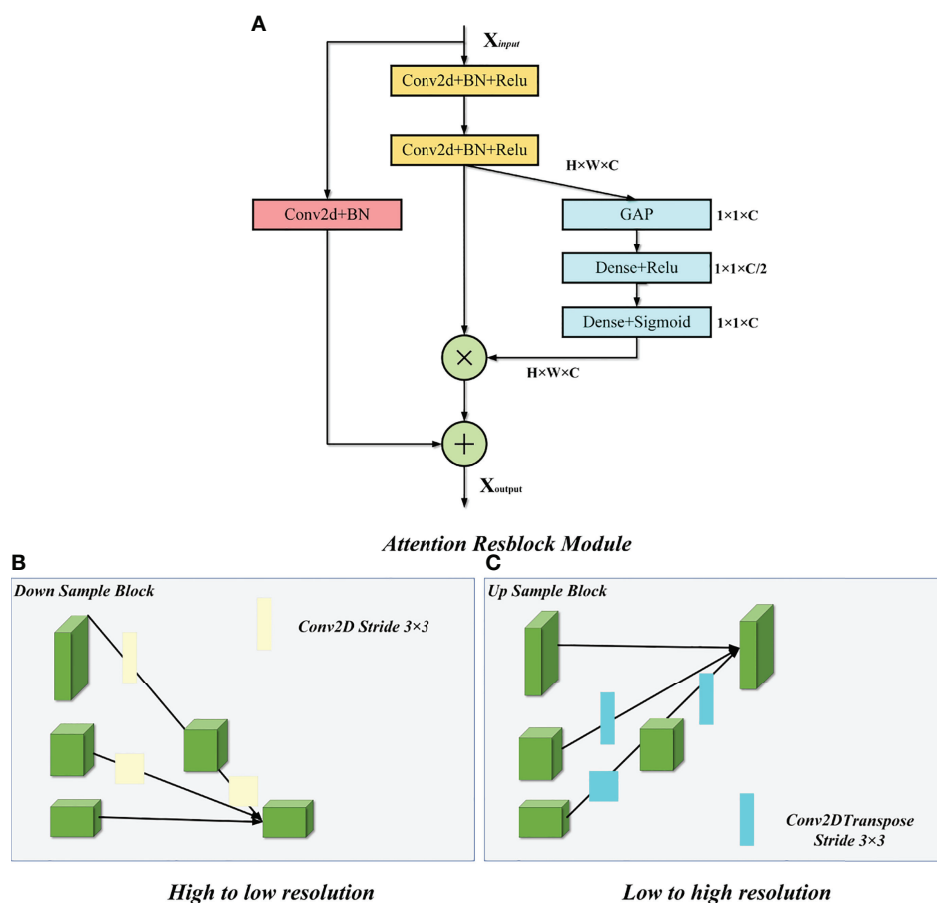 A
Xinput
Conv2d+BN+Relu
Conv2d+BN+Relu
H×W×C
Conv2d+BN
GAP
1×1×C
Dense+Relu
1×1×C/2
Dense+Sigmoid
1×1×C
×
H×W×C
+
Xoutput
Attention Resblock Module
B
Down Sample Block
Conv2D Stride 3×3
High to low resolution
C
Up Sample Block
Conv2DTranspose
Stride 3×3
Low to high resolution